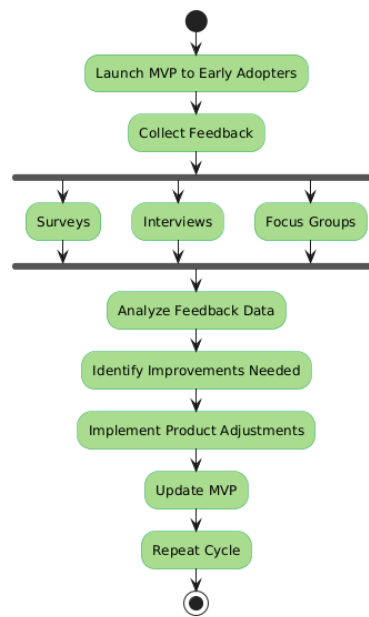 Launch MVP to Early Adopters
Collect Feedback
Surveys
Interviews
Focus Groups
Analyze Feedback Data
Identify Improvements Needed
Implement Product Adjustments
Update MVP
Repeat Cycle